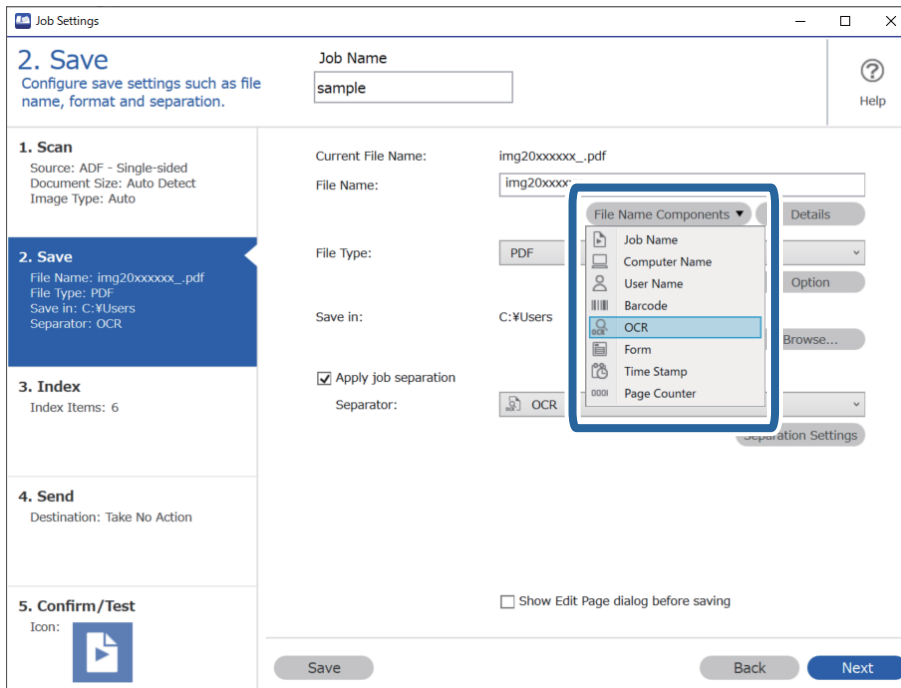 Job Settings
2. Save
Configure save settings such as file
name, format and separation.
Job Name
sample
Help
1. Scan
Source: ADF - Single-sided
Document Size: Auto Detect
Image Type: Auto
2. Save
File Name: img20xxxxxx_.pdf
File Type: PDF
Save in: C:¥Users
Separator: OCR
3. Index
Index Items: 6
4. Send
Destination: Take No Action
5. Confirm/Test
Icon:
Current File Name: img20xxxxxx_.pdf
File Name: img20xxxx
File Name Components ▼ Details
Job Name
Computer Name
User Name
Barcode
OCR
Form
Time Stamp
Page Counter
File Type: PDF
Option
Save in: C:¥Users
Browse...
Apply job separation
Separator: OCR
Separation Settings
Show Edit Page dialog before saving
Save Back Next